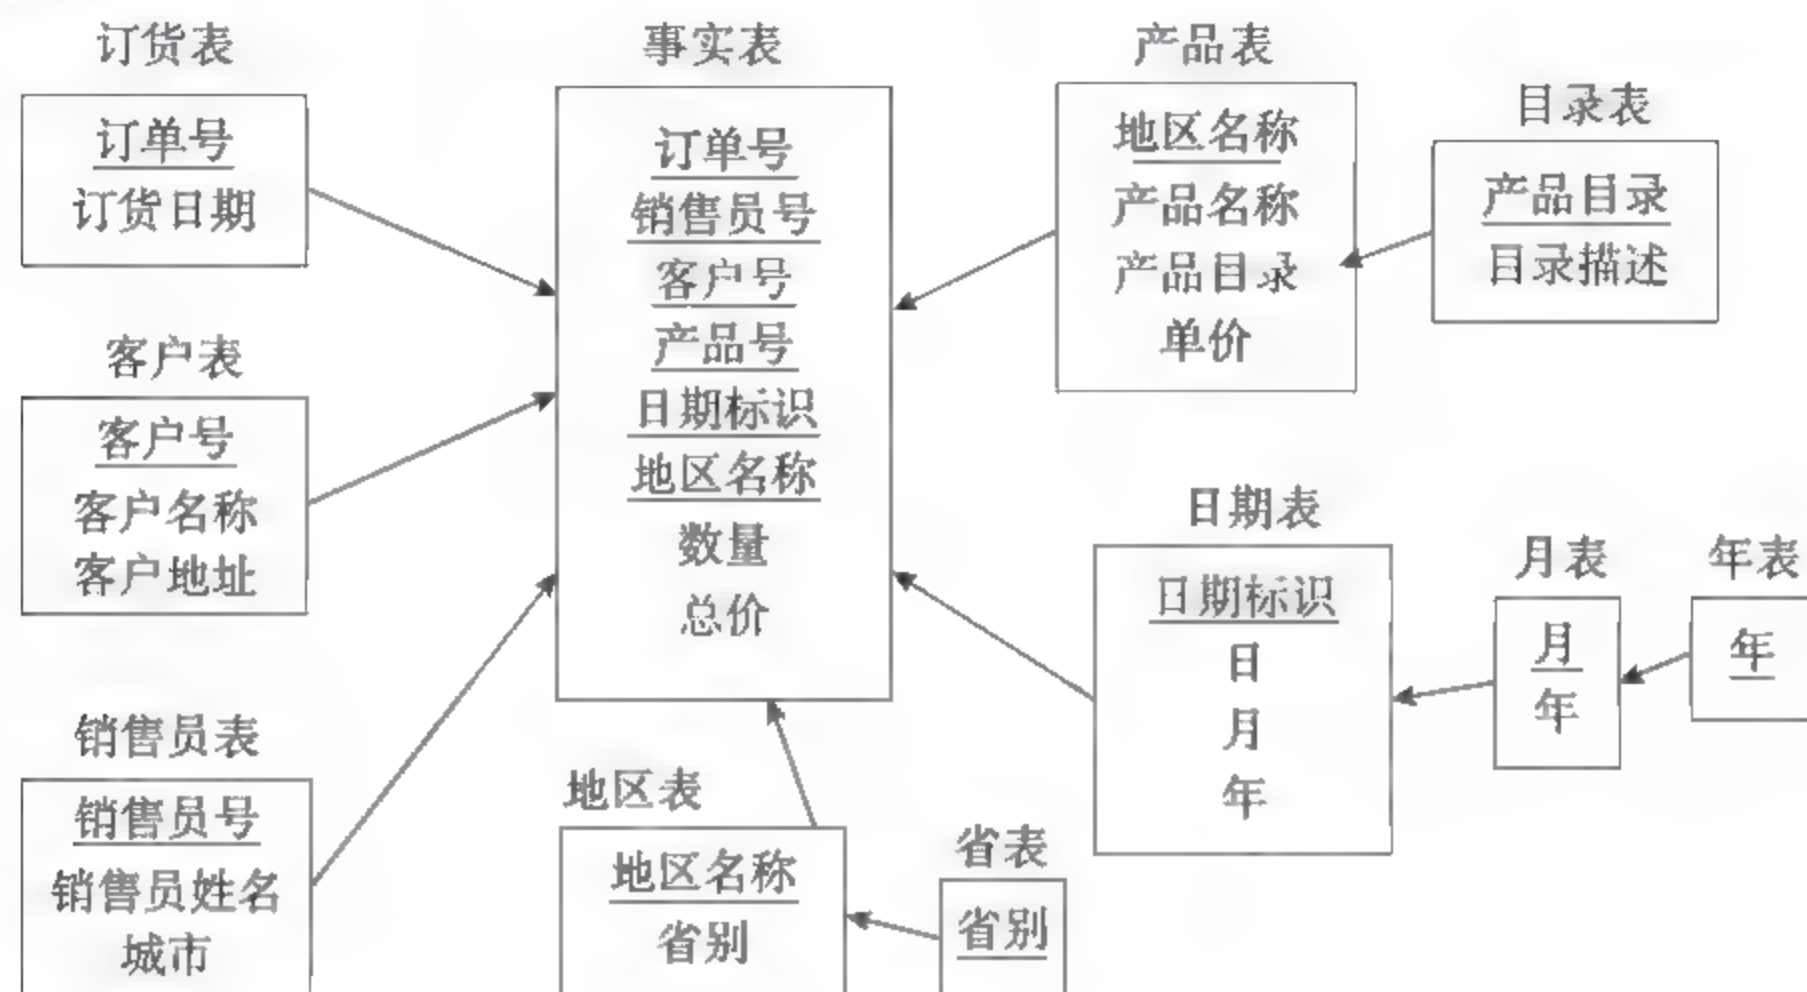 订货表
订单号
订货日期
客户表
客户号
客户名称
客户地址
销售员表
销售员号
销售员姓名
城市
事实表
订单号
销售员号
客户号
产品号
日期标识
地区名称
数量
总价
地区表
地区名称
省别
省表
省别
产品表
地区名称
产品名称
产品目录
单价
目录表
产品目录
目录描述
日期表
日期标识
日
月
年
月表
月
年
年表
年